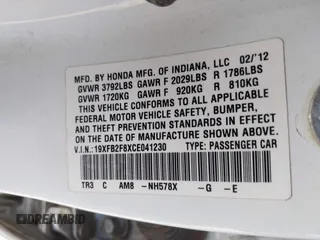 MFD. BY HONDA MFG. OF INDIANA, LLC 02/'12
GVWR 3792LBS GAWR F 2029LBS R 1786LBS
GVWR 1720KG GAWR F 920KG R 810KG
THIS VEHICLE CONFORMS TO ALL APPLICABLE
FEDERAL MOTOR VEHICLE SAFETY, BUMPER,
AND THEFT PREVENTION STANDARDS IN EFFECT
ON THE DATE OF MANUFACTURE SHOWN ABOVE.
V.I.N.: 19XFB2F8XCE041230 TYPE: PASSENGER CAR
TR3 C AM8 -NH578X -G -E
DREAMBID